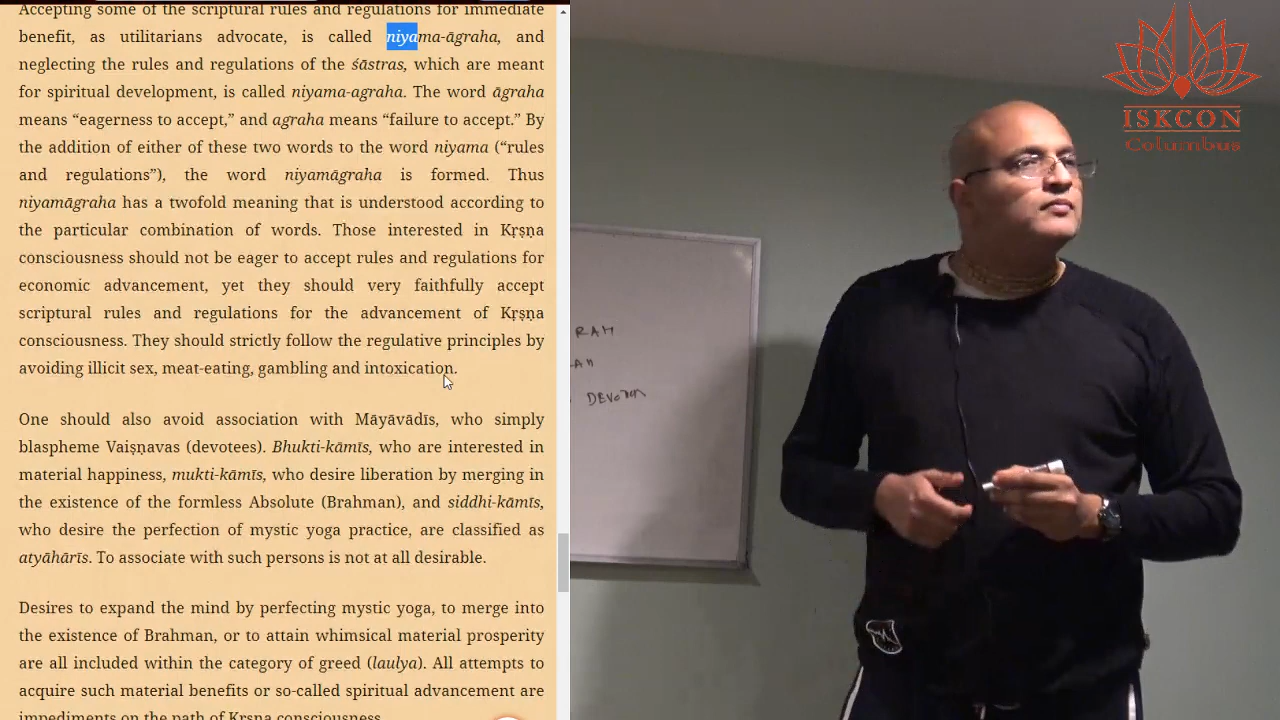 Accepting some of the scriptural rules and regulations for immediate
benefit, as utilitarians advocate, is called niyama-āgraha, and
neglecting the rules and regulations of the śāstras, which are meant
for spiritual development, is called niyama-agraha. The word āgraha
means “eagerness to accept,” and agraha means “failure to accept.” By
the addition of either of these two words to the word niyama (“rules
and regulations”), the word niyamāgraha is formed. Thus
niyamāgraha has a twofold meaning that is understood according to
the particular combination of words. Those interested in Kṛṣṇa
consciousness should not be eager to accept rules and regulations for
economic advancement, yet they should very faithfully accept
scriptural rules and regulations for the advancement of Kṛṣṇa
consciousness. They should strictly follow the regulative principles by
avoiding illicit sex, meat-eating, gambling and intoxication.
One should also avoid association with Māyāvādīs, who simply
blaspheme Vaiṣṇavas (devotees). Bhukti-kāmīs, who are interested in
material happiness, mukti-kāmīs, who desire liberation by merging in
the existence of the formless Absolute (Brahman), and siddhi-kāmīs,
who desire the perfection of mystic yoga practice, are classified as
atyāhārīs. To associate with such persons is not at all desirable.
Desires to expand the mind by perfecting mystic yoga, to merge into
the existence of Brahman, or to attain whimsical material prosperity
are all included within the category of greed (laulya). All attempts to
acquire such material benefits or so-called spiritual advancement are
impediments on the path of Kṛṣṇa consciousness.
ISKCON
Columbus
RAM